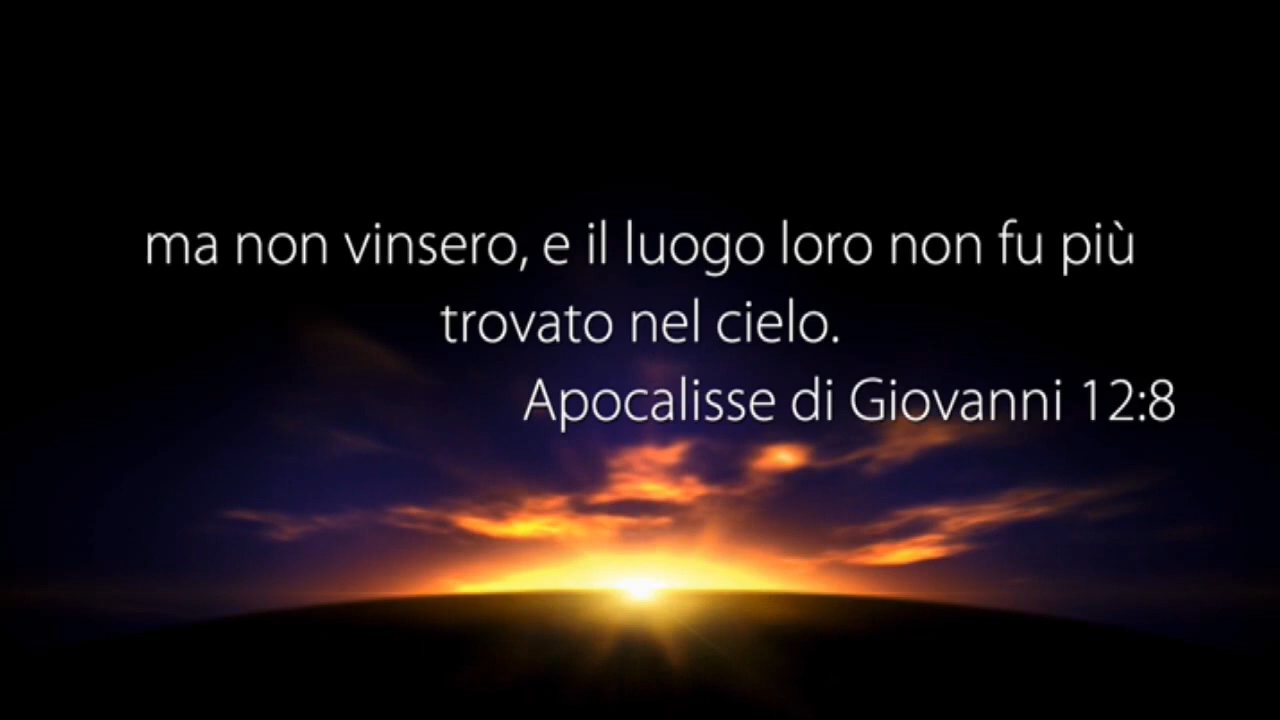 ma non vinsero, e il luogo loro non fu più
trovato nel cielo.
Apocalisse di Giovanni 12:8